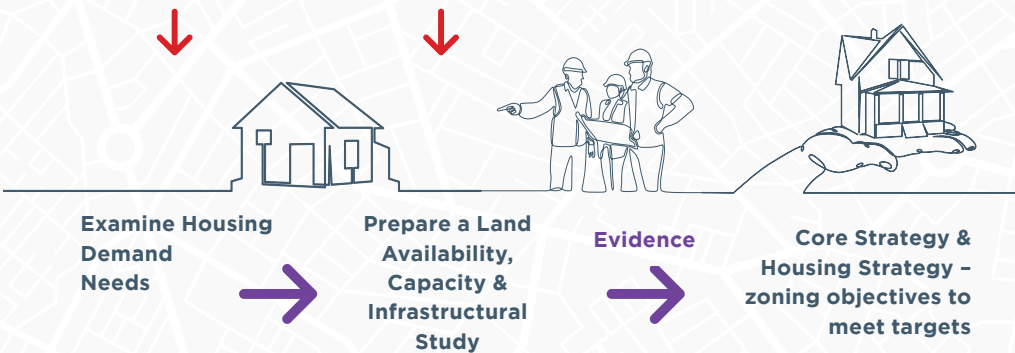 Examine Housing
Demand
Needs
Prepare a Land
Availability,
Capacity &
Infrastructural
Study
Evidence
Core Strategy &
Housing Strategy –
zoning objectives to
meet targets